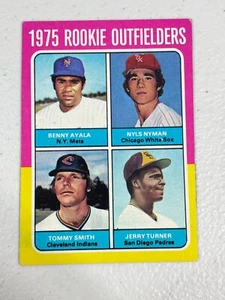 1975 ROOKIE OUTFIELDERS
BENNY AYALA
N.Y. Mets
NYLS NYMAN
Chicago White Sox
TOMMY SMITH
Cleveland Indians
JERRY TURNER
San Diego Padres